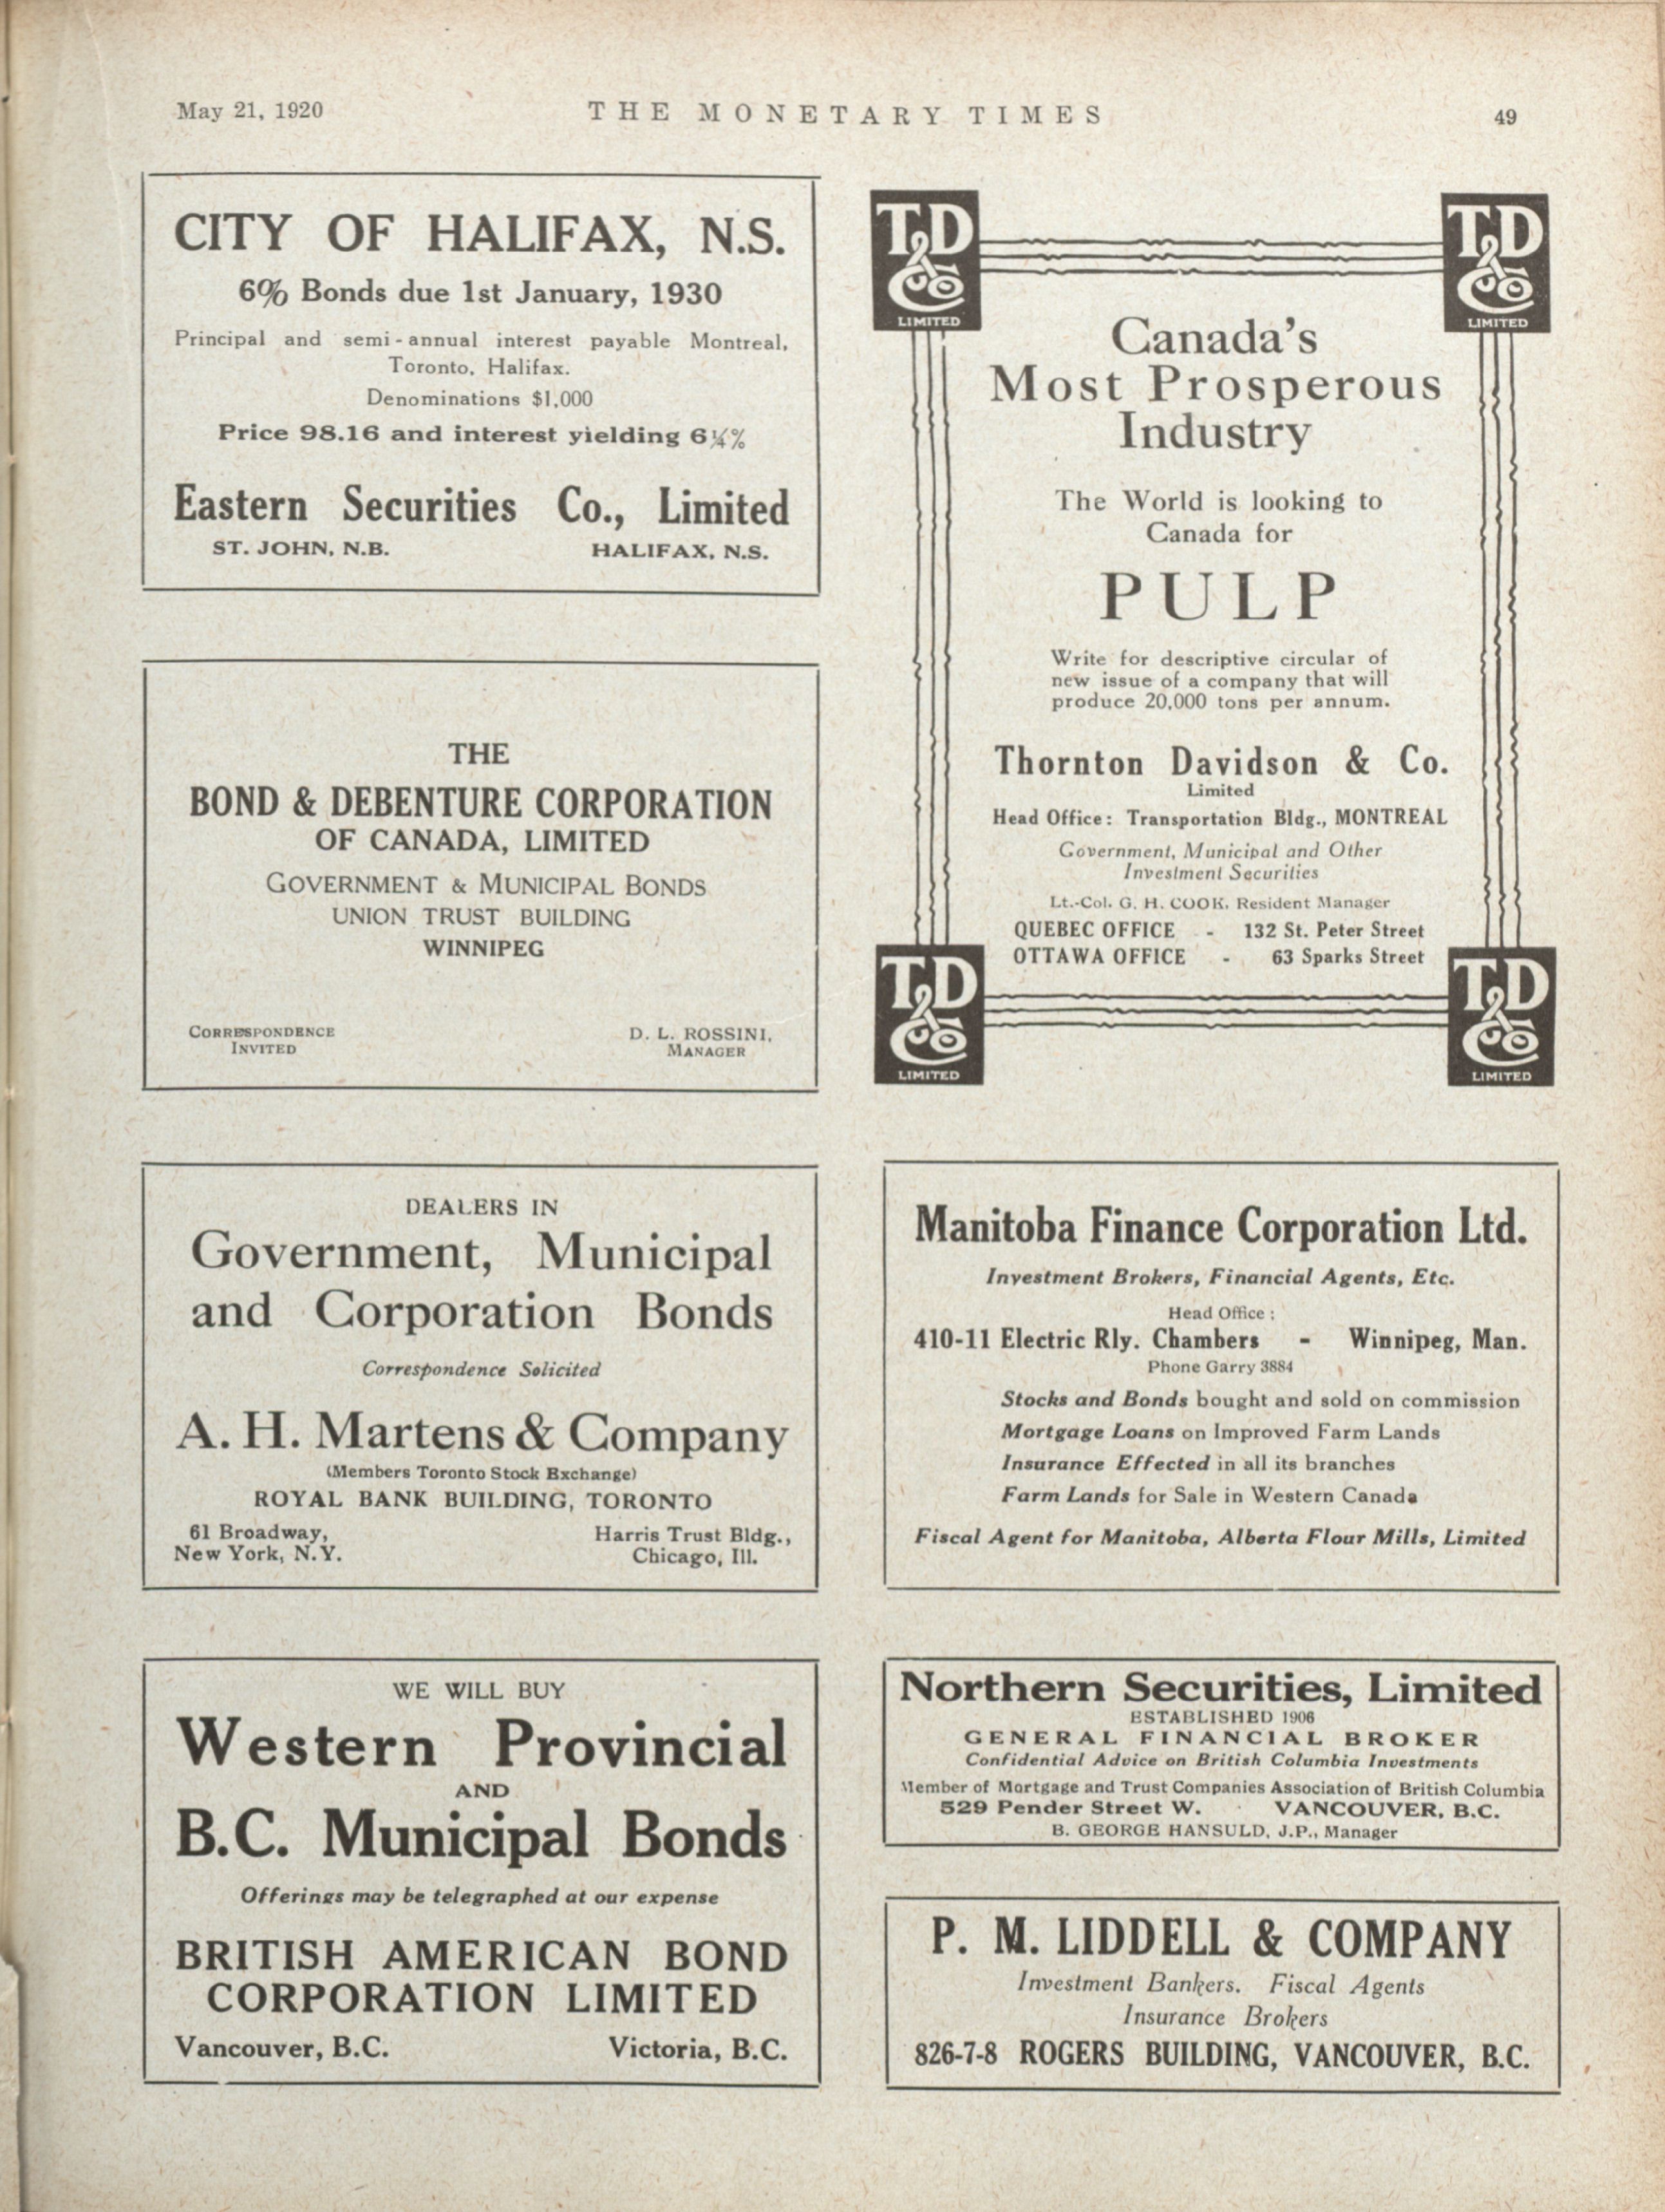 May 21, 1920
THE MONETARY TIMES
49
CITY OF HALIFAX, N.S.
6% Bonds due 1st January, 1930
Principal and semi-annual interest payable Montreal,
Toronto, Halifax.
Denominations $1,000
Price 98.16 and interest yielding 6¼%
Eastern Securities Co., Limited
ST. JOHN, N.B. HALIFAX, N.S.
THE
BOND & DEBENTURE CORPORATION
OF CANADA, LIMITED
GOVERNMENT & MUNICIPAL BONDS
UNION TRUST BUILDING
WINNIPEG
CORRESPONDENCE
INVITED
D. L. ROSSINI,
MANAGER
DEALERS IN
Government, Municipal
and Corporation Bonds
Correspondence Solicited
A. H. Martens & Company
(Members Toronto Stock Exchange)
ROYAL BANK BUILDING, TORONTO
61 Broadway,
New York, N.Y.
Harris Trust Bldg.,
Chicago, Ill.
WE WILL BUY
Western Provincial
AND
B.C. Municipal Bonds
Offerings may be telegraphed at our expense
BRITISH AMERICAN BOND
CORPORATION LIMITED
Vancouver, B.C. Victoria, B.C.
TD & Co
LIMITED
TD & Co
LIMITED
Canada's
Most Prosperous
Industry
The World is looking to
Canada for
PULP
Write for descriptive circular of
new issue of a company that will
produce 20,000 tons per annum.
Thornton Davidson & Co.
Limited
Head Office: Transportation Bldg., MONTREAL
Government, Municipal and Other
Investment Securities
Lt.-Col. G. H. COOK, Resident Manager
QUEBEC OFFICE - 132 St. Peter Street
OTTAWA OFFICE - 63 Sparks Street
TD & Co
LIMITED
TD & Co
LIMITED
Manitoba Finance Corporation Ltd.
Investment Brokers, Financial Agents, Etc.
Head Office:
410-11 Electric Rly. Chambers - Winnipeg, Man.
Phone Garry 3884
Stocks and Bonds bought and sold on commission
Mortgage Loans on Improved Farm Lands
Insurance Effected in all its branches
Farm Lands for Sale in Western Canada
Fiscal Agent for Manitoba, Alberta Flour Mills, Limited
Northern Securities, Limited
ESTABLISHED 1906
GENERAL FINANCIAL BROKER
Confidential Advice on British Columbia Investments
Member of Mortgage and Trust Companies Association of British Columbia
529 Pender Street W. VANCOUVER, B.C.
B. GEORGE HANSULD, J.P., Manager
P. M. LIDDELL & COMPANY
Investment Bankers. Fiscal Agents
Insurance Brokers
826-7-8 ROGERS BUILDING, VANCOUVER, B.C.